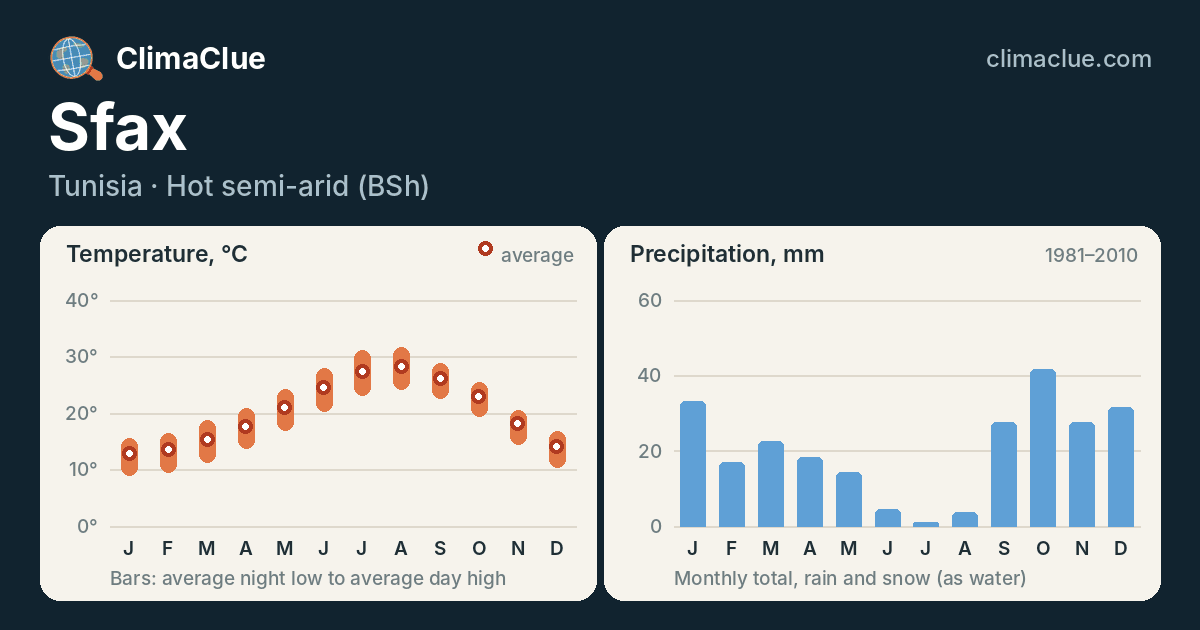 ClimaClue
climaclue.com
Sfax
Tunisia · Hot semi-arid (BSh)
Temperature, °C
average
40°
30°
20°
10°
0°
J F M A M J J A S O N D
Bars: average night low to average day high
Precipitation, mm
1981–2010
60
40
20
0
J F M A M J J A S O N D
Monthly total, rain and snow (as water)